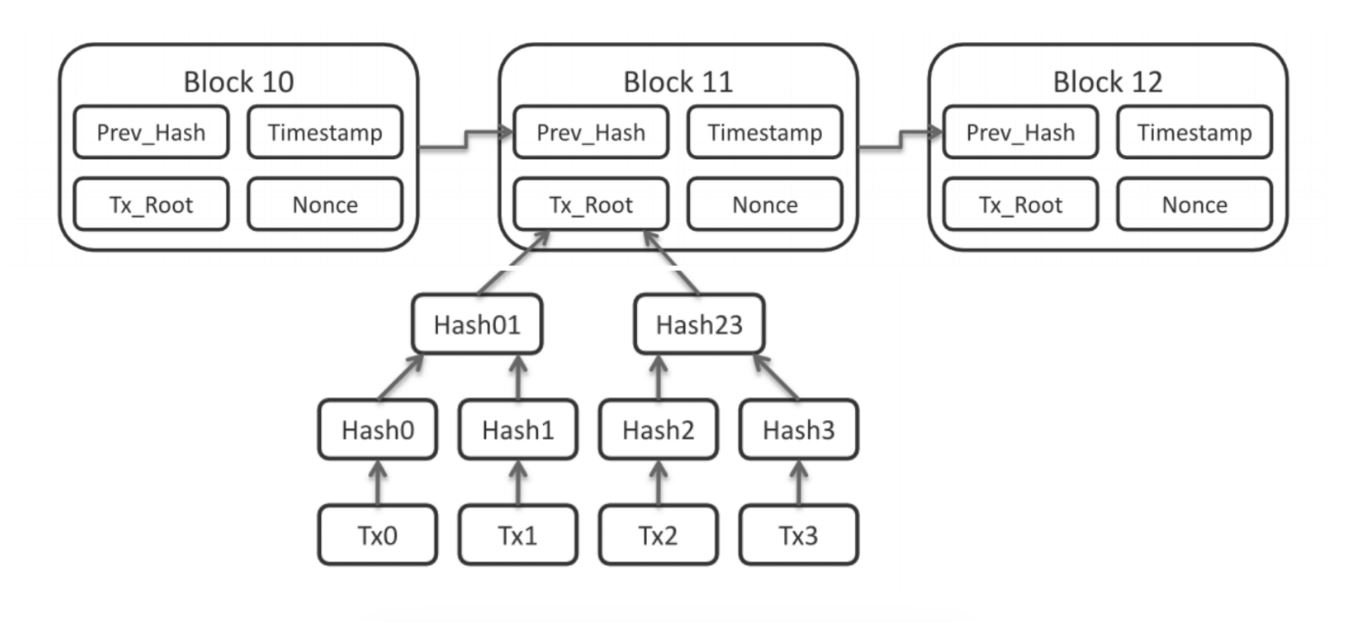 Block 10
Prev_Hash Timestamp
Tx_Root Nonce
Block 11
Prev_Hash Timestamp
Tx_Root Nonce
Block 12
Prev_Hash Timestamp
Tx_Root Nonce
Hash01 Hash23
Hash0 Hash1 Hash2 Hash3
Tx0 Tx1 Tx2 Tx3